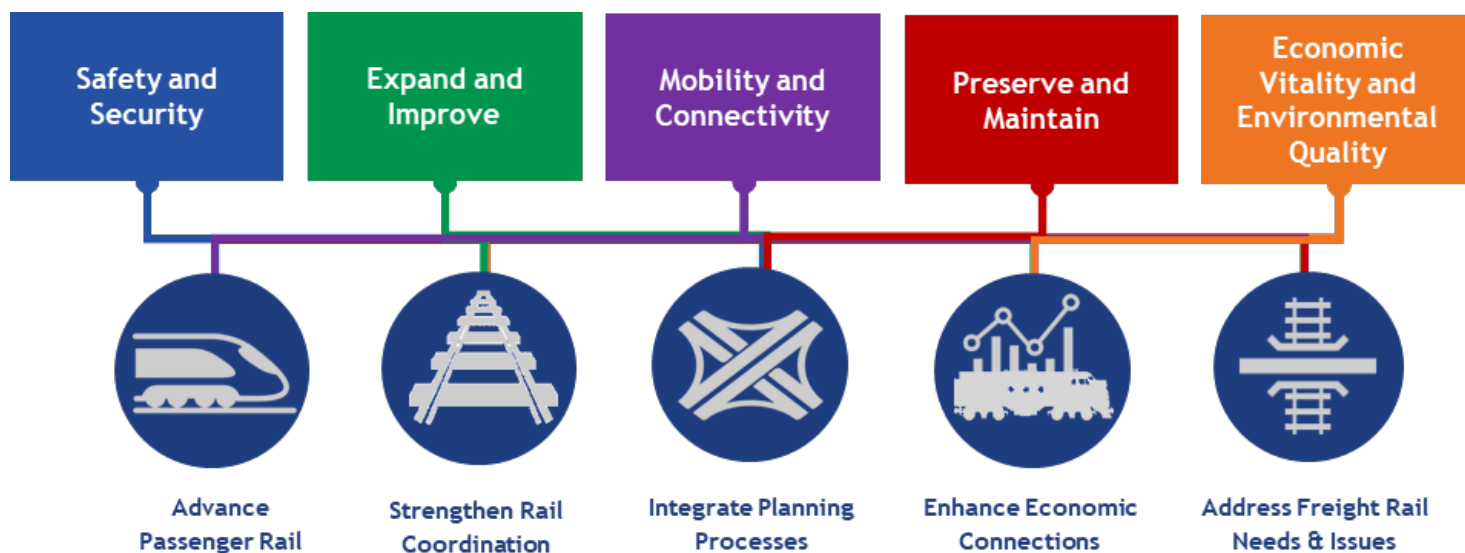 Safety and
Security
Expand and
Improve
Mobility and
Connectivity
Preserve and
Maintain
Economic
Vitality and
Environmental
Quality
Advance
Passenger Rail
Strengthen Rail
Coordination
Integrate Planning
Processes
Enhance Economic
Connections
Address Freight Rail
Needs & Issues